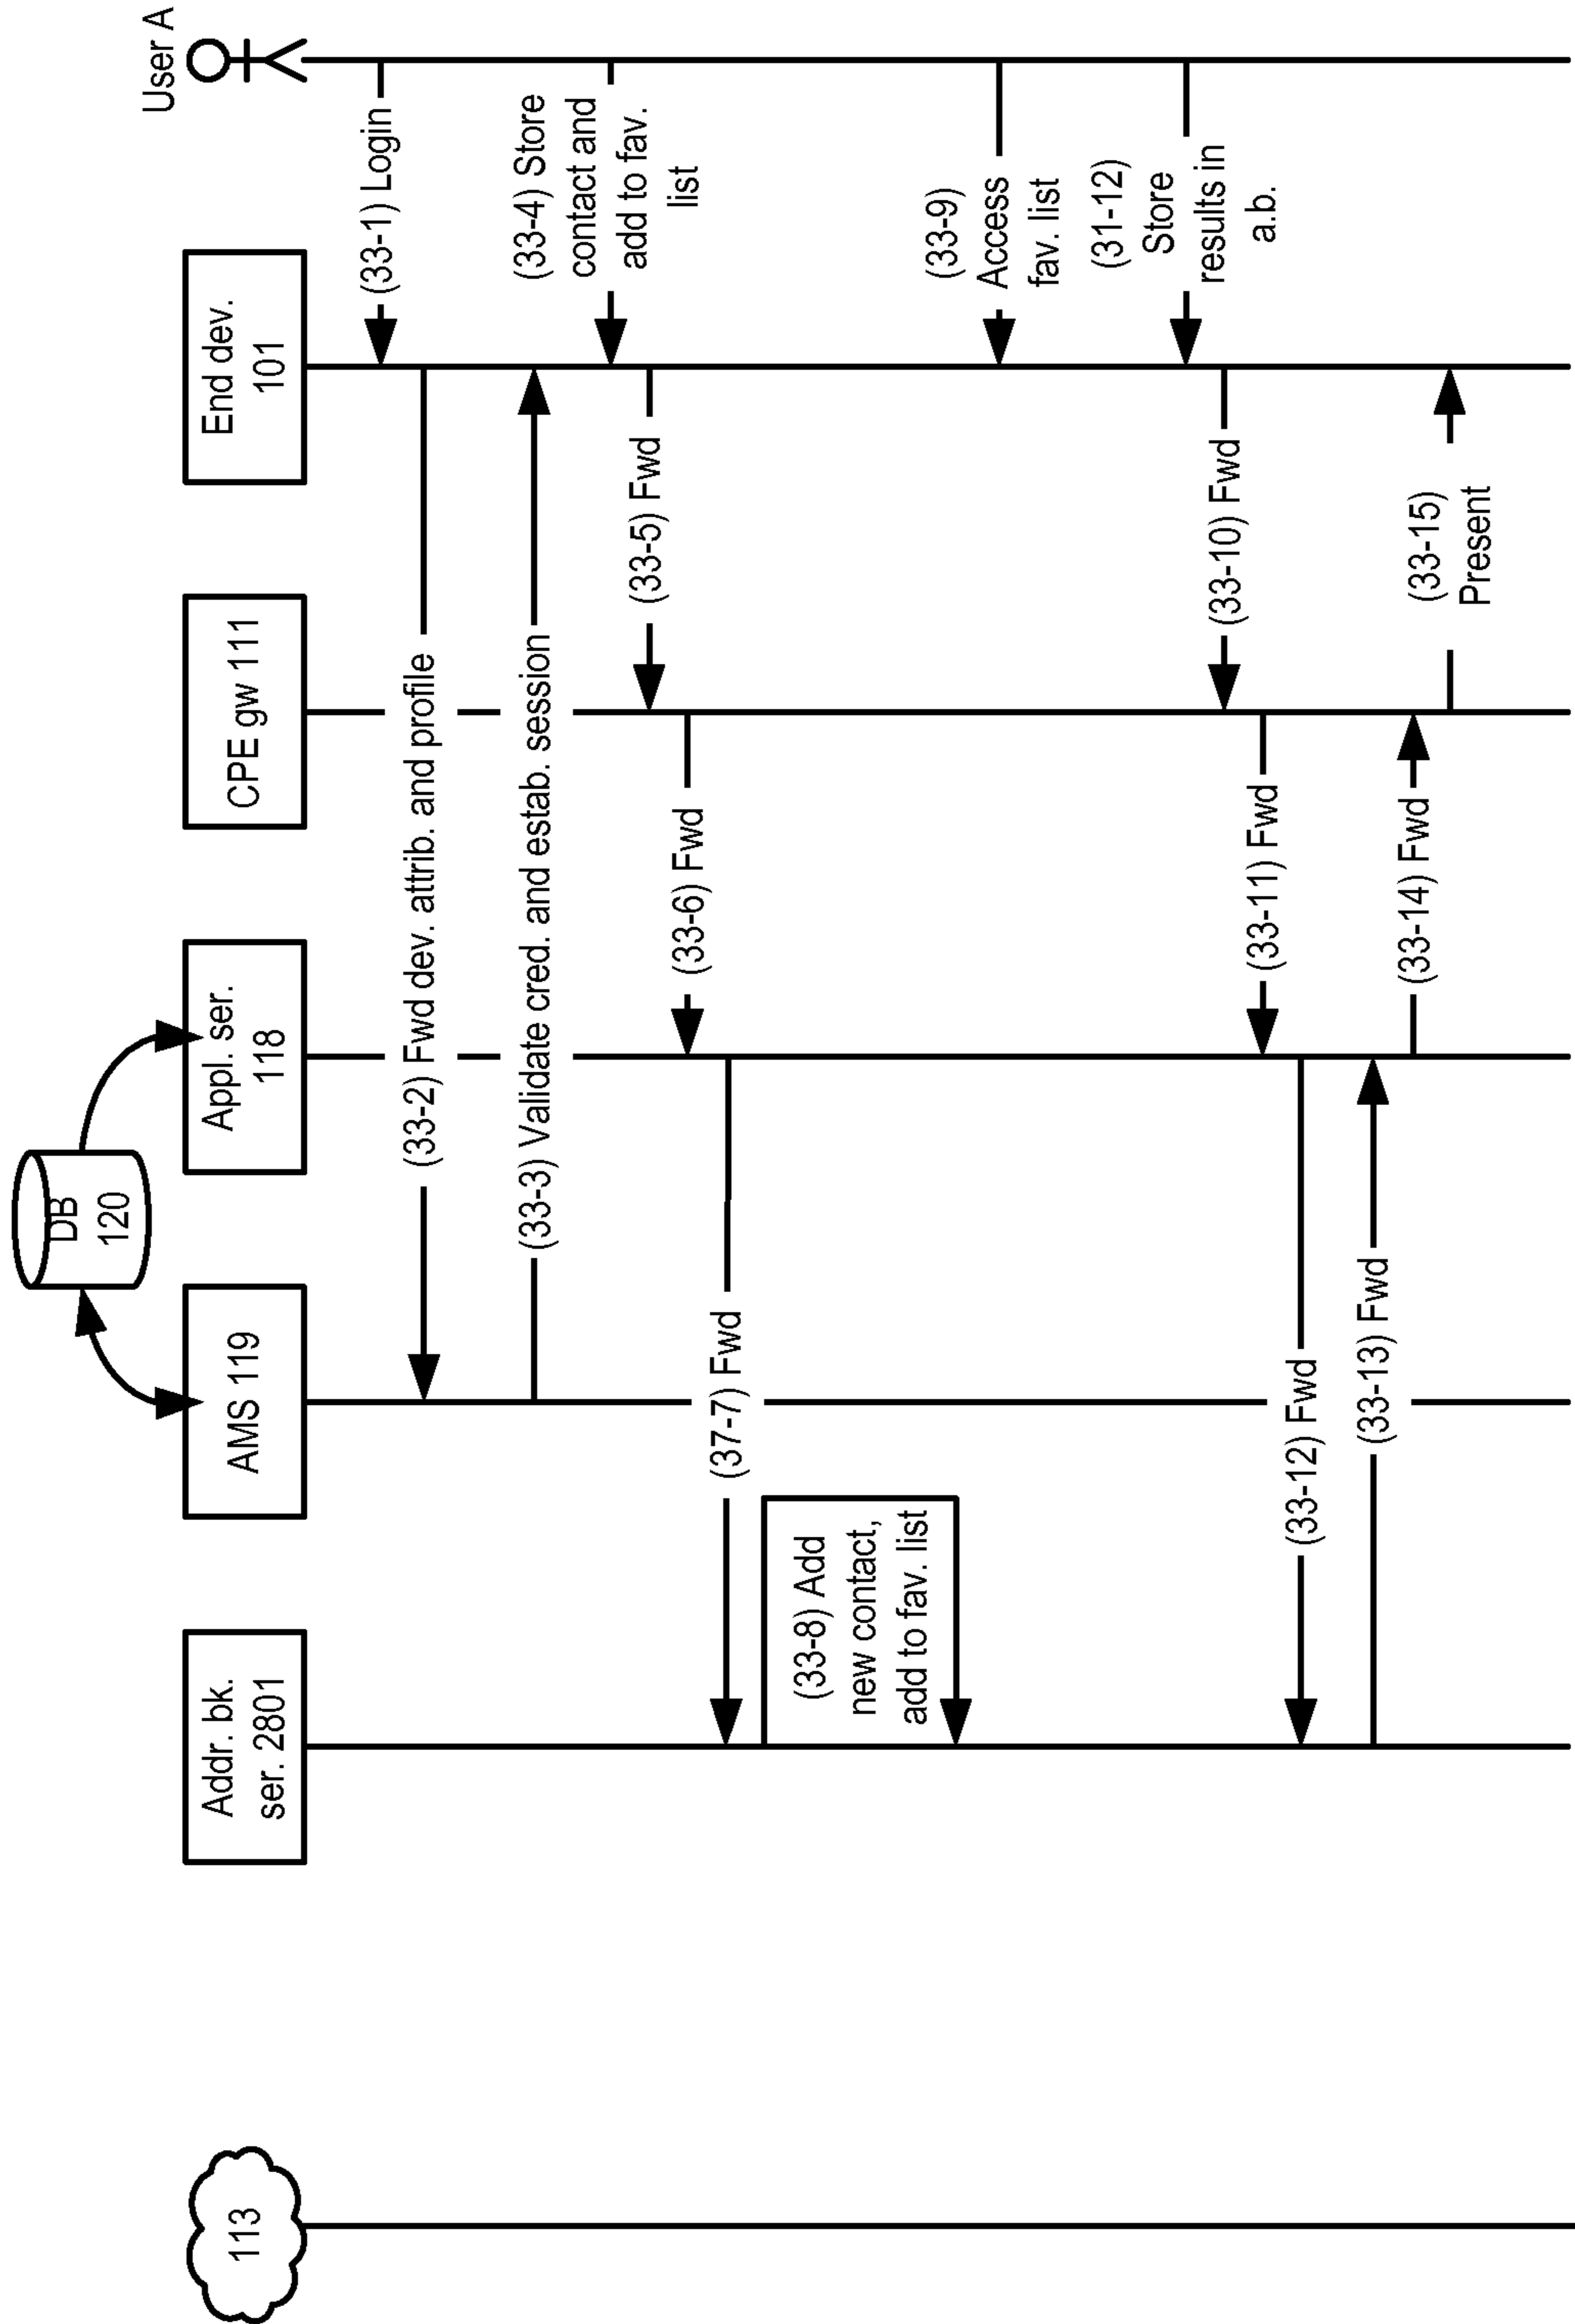 DB
120
113
Addr. bk.
ser. 2801
AMS 119
Appl. ser.
118
CPE gw 111
End dev.
101
User A
(33-1) Login
(33-2) Fwd dev. attrib. and profile
(33-3) Validate cred. and estab. session
(33-4) Store
contact and
add to fav.
list
(33-5) Fwd
(33-6) Fwd
(37-7) Fwd
(33-8) Add
new contact,
add to fav. list
(33-9)
Access
fav. list
(31-12)
Store
results in
a.b.
(33-10) Fwd
(33-11) Fwd
(33-12) Fwd
(33-13) Fwd
(33-14) Fwd
(33-15)
Present